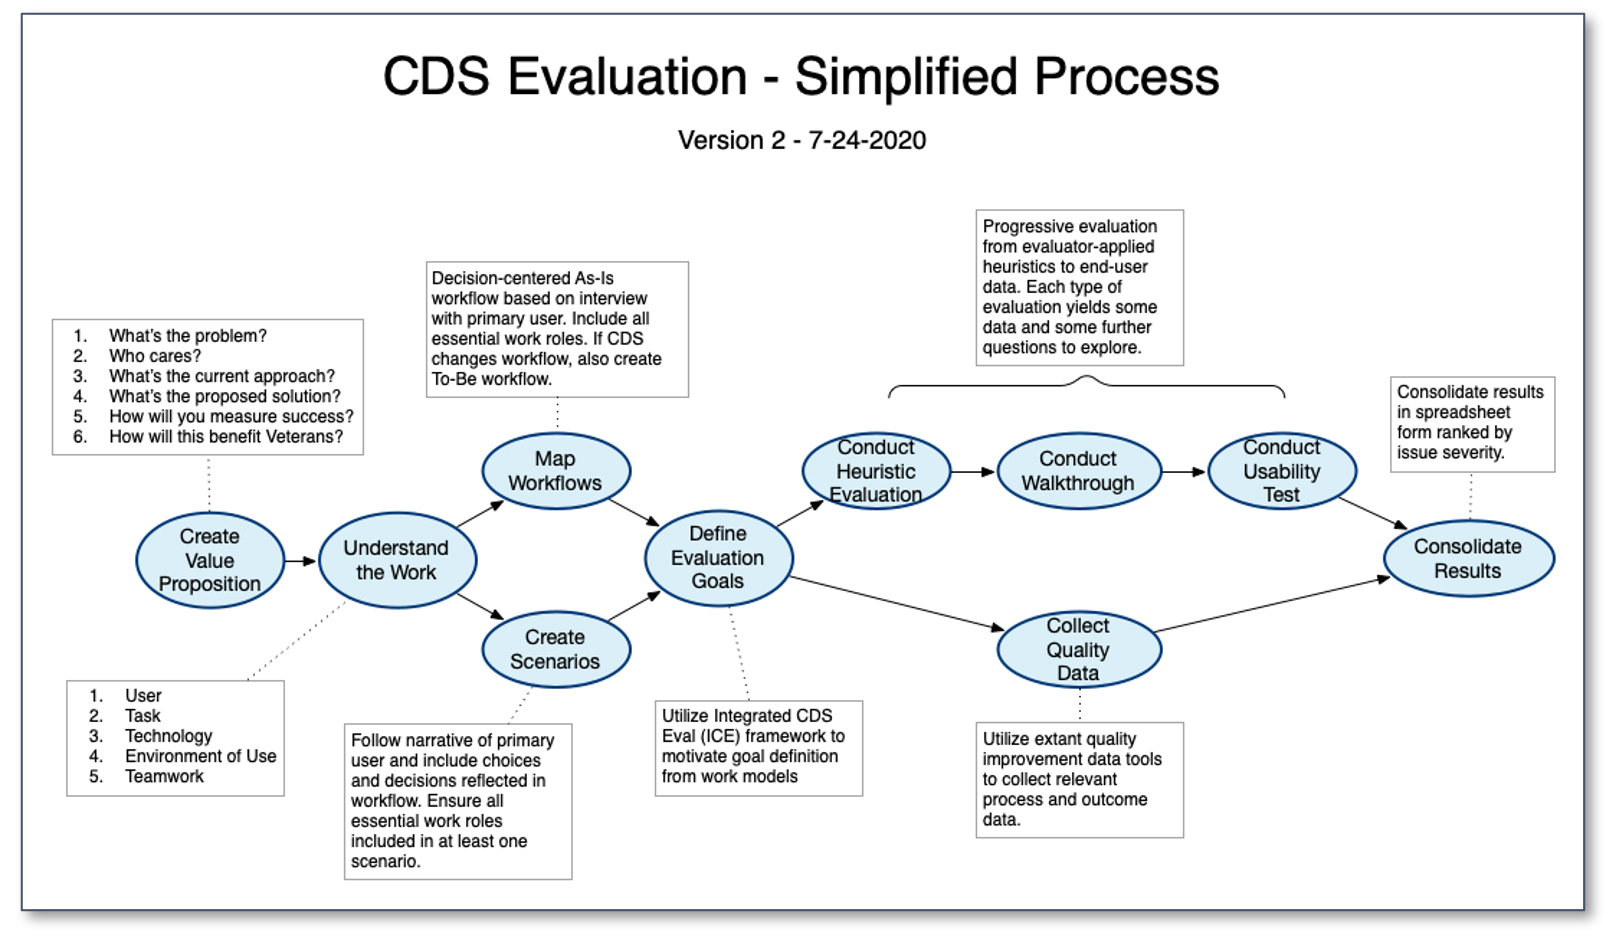 CDS Evaluation - Simplified Process
Version 2 - 7-24-2020
1. What's the problem?
2. Who cares?
3. What's the current approach?
4. What's the proposed solution?
5. How will you measure success?
6. How will this benefit Veterans?
Decision-centered As-Is
workflow based on interview
with primary user. Include all
essential work roles. If CDS
changes workflow, also create
To-Be workflow.
Progressive evaluation
from evaluator-applied
heuristics to end-user
data. Each type of
evaluation yields some
data and some further
questions to explore.
Consolidate results
in spreadsheet
form ranked by
issue severity.
Create
Value
Proposition
Understand
the Work
Map
Workflows
Create
Scenarios
Define
Evaluation
Goals
Conduct
Heuristic
Evaluation
Conduct
Walkthrough
Conduct
Usability
Test
Collect
Quality
Data
Consolidate
Results
1. User
2. Task
3. Technology
4. Environment of Use
5. Teamwork
Follow narrative of primary
user and include choices
and decisions reflected in
workflow. Ensure all
essential work roles
included in at least one
scenario.
Utilize Integrated CDS
Eval (ICE) framework to
motivate goal definition
from work models
Utilize extant quality
improvement data tools
to collect relevant
process and outcome
data.